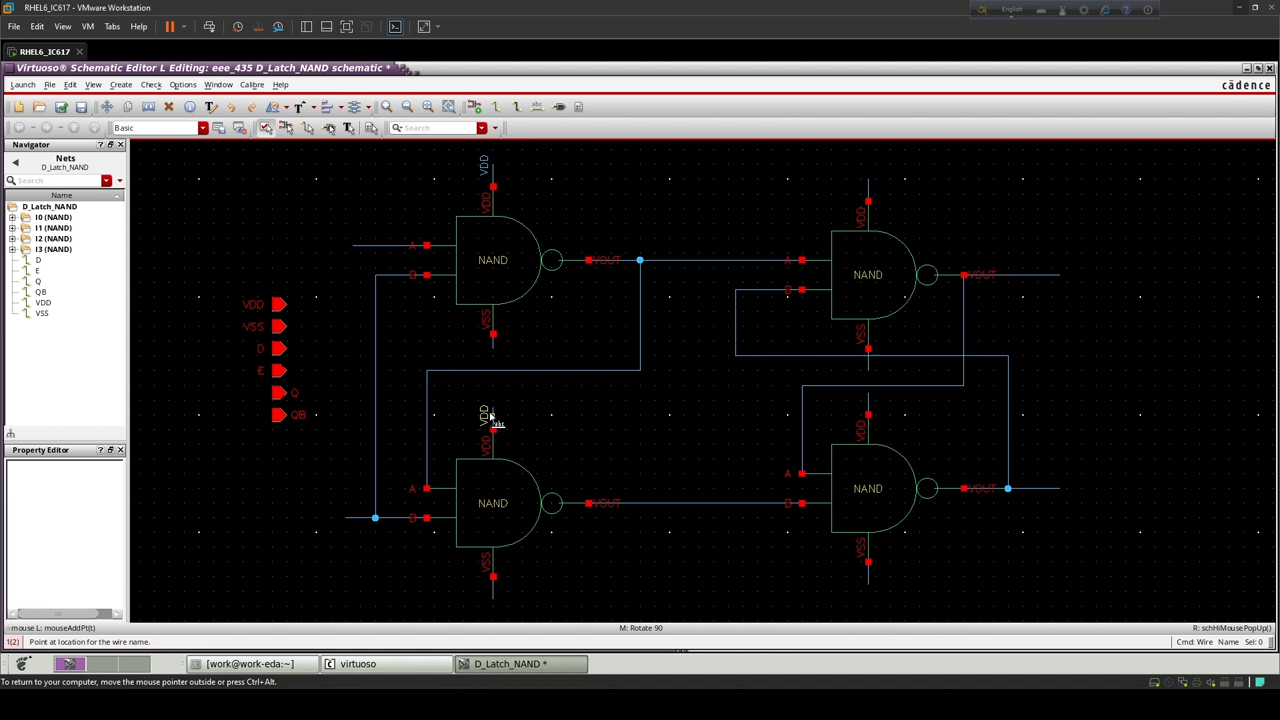 RHEL6_IC617 - VMware Workstation
English
File Edit View VM Tabs Help
RHEL6_IC617
Virtuoso® Schematic Editor L Editing: eee_435 D_Latch_NAND schematic *
Launch File Edit View Create Check Options Window Calibre Help
cādence
Basic
Search
Navigator
Nets
D_Latch_NAND
Search
Name
D_Latch_NAND
I0 (NAND)
I1 (NAND)
I2 (NAND)
I3 (NAND)
D
E
Q
QB
VDD
VSS
Property Editor
VDD
VDD
A
B
NAND
VOUT
VSS
VDD
A
B
NAND
VOUT
VSS
VDD
VSS
D
E
Q
QB
VDD
VDD
A
B
NAND
VOUT
VSS
VDD
A
B
NAND
VOUT
VSS
mouse L: mouseAddPt(t)
M: Rotate 90
R: schHiMousePopUp()
1(2)
Point at location for the wire name.
Cmd: Wire Name Sel: 0
[work@work-eda:~]
virtuoso
D_Latch_NAND *
To return to your computer, move the mouse pointer outside or press Ctrl+Alt.